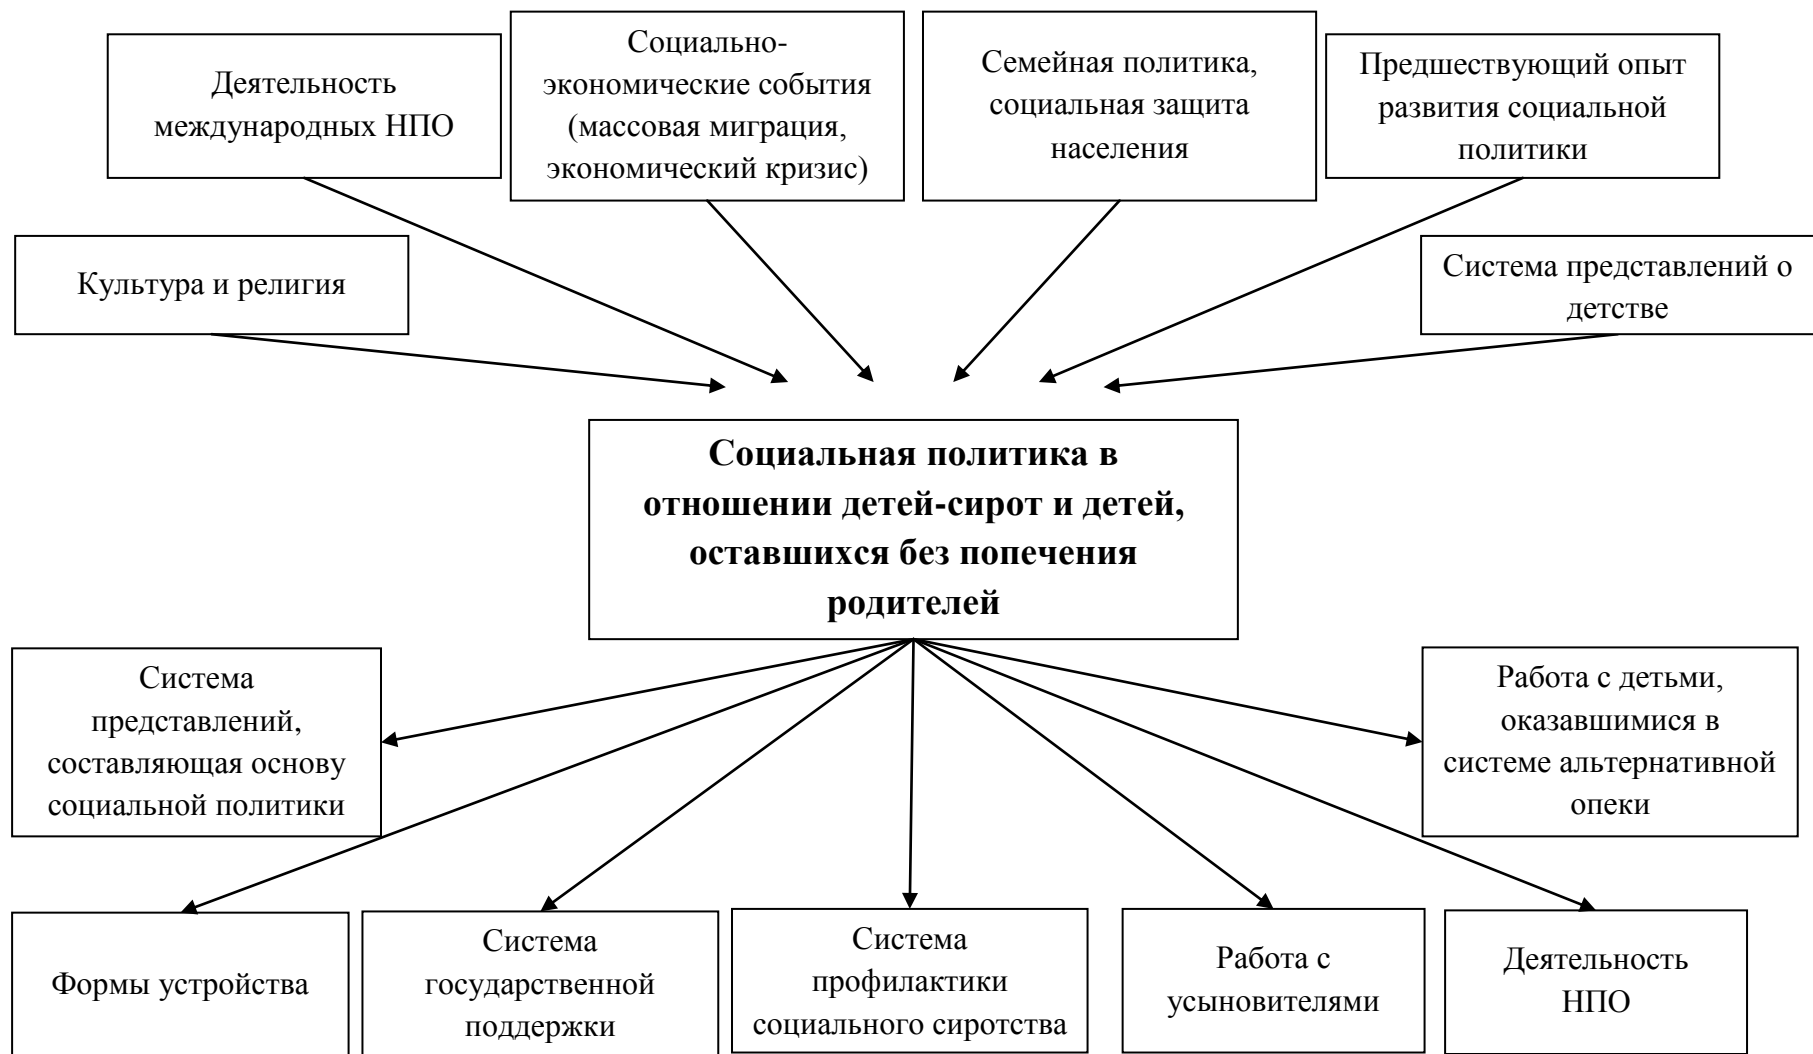 Деятельность
международных НПО
Социально-
экономические события
(массовая миграция,
экономический кризис)
Семейная политика,
социальная защита
населения
Предшествующий опыт
развития социальной
политики
Культура и религия
Система представлений о
детстве
Социальная политика в
отношении детей-сирот и детей,
оставшихся без попечения
родителей
Система
представлений,
составляющая основу
социальной политики
Работа с детьми,
оказавшимися в
системе альтернативной
опеки
Формы устройства
Система
государственной
поддержки
Система
профилактики
социального сиротства
Работа с
усыновителями
Деятельность
НПО